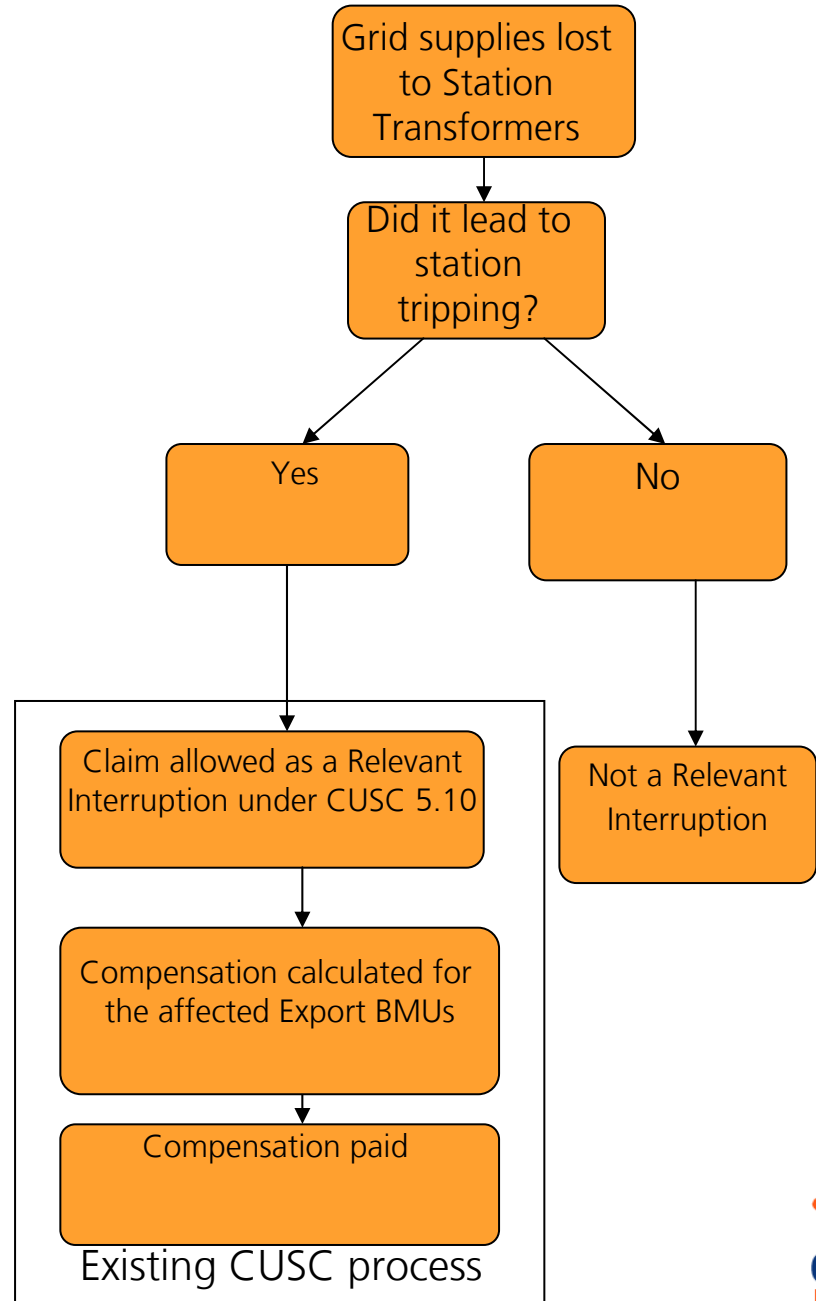 Grid supplies lost
to Station
Transformers
Did it lead to
station
tripping?
Yes
No
Claim allowed as a Relevant
Interruption under CUSC 5.10
Not a Relevant
Interruption
Compensation calculated for
the affected Export BMUs
Compensation paid
Existing CUSC process